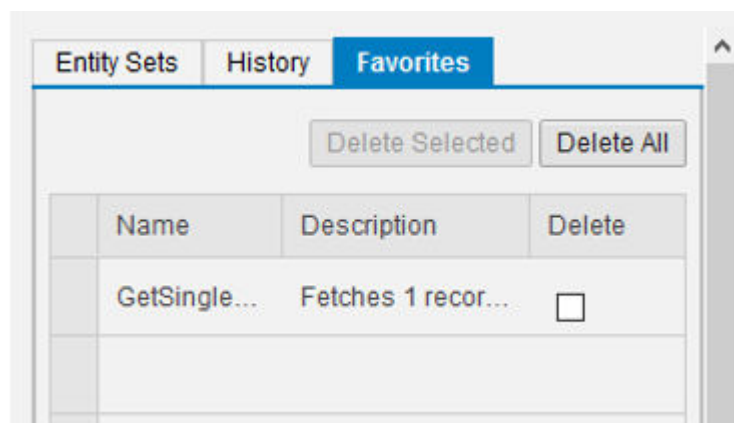 Entity Sets History Favorites
Delete Selected Delete All
Name Description Delete
GetSingle... Fetches 1 recor...